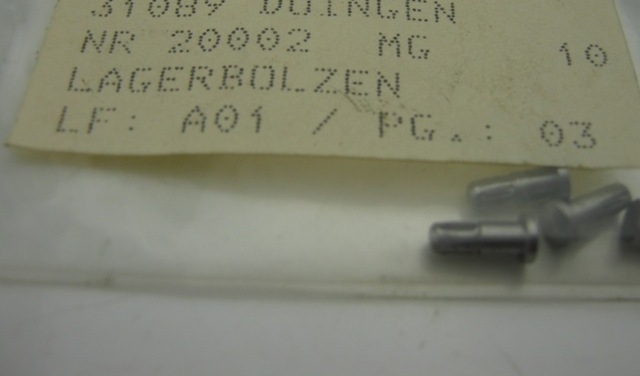 31089 DUINGEN
NR 20002 MG 10
LAGERBOLZEN
LF: A01 / PG.: 03